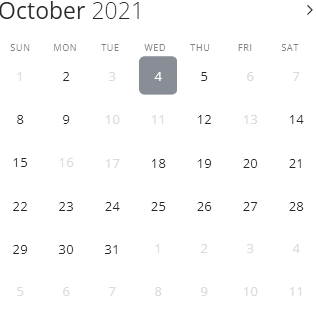 October 2021
SUN MON TUE WED THU FRI SAT
1 2 3 4 5 6 7
8 9 10 11 12 13 14
15 16 17 18 19 20 21
22 23 24 25 26 27 28
29 30 31 1 2 3 4
5 6 7 8 9 10 11